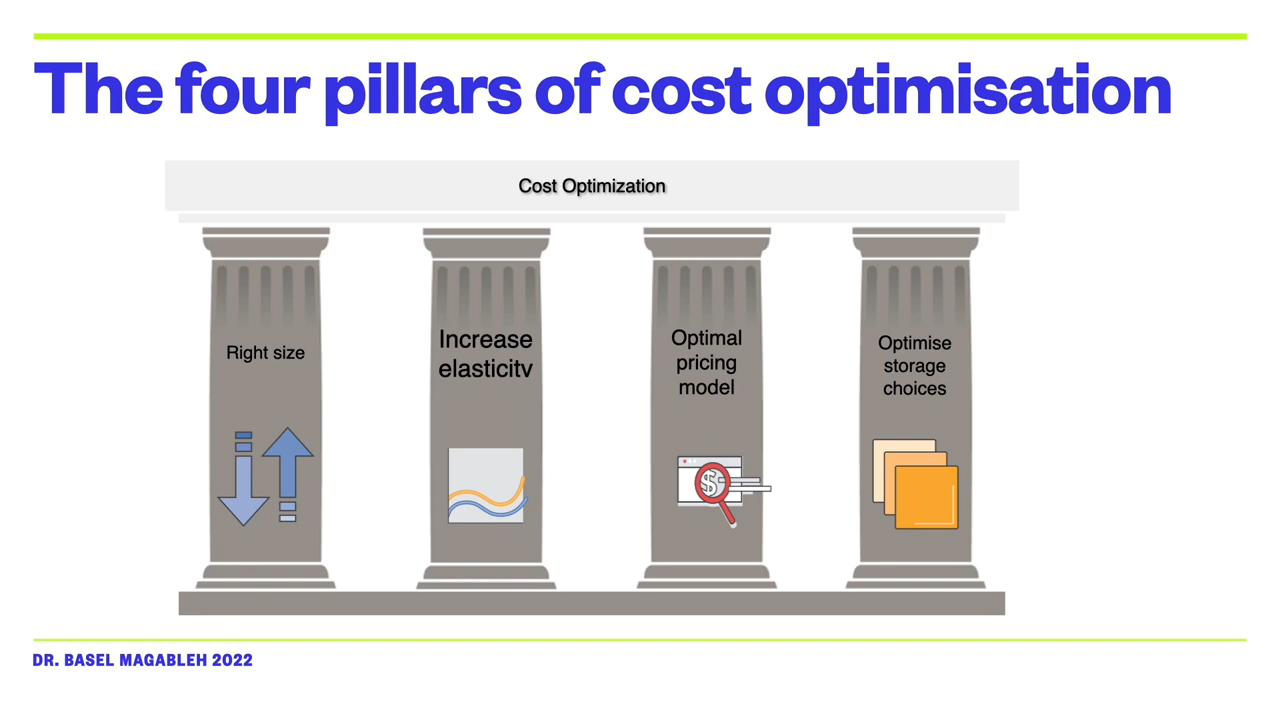 The four pillars of cost optimisation
Cost Optimization
Right size
Increase
elasticity
Optimal
pricing
model
Optimise
storage
choices
$
DR. BASEL MAGABLEH 2022